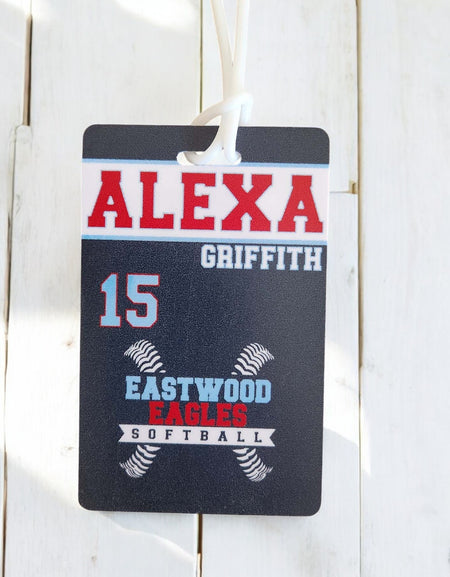 ALEXA
GRIFFITH
15
EASTWOOD
EAGLES
SOFTBALL